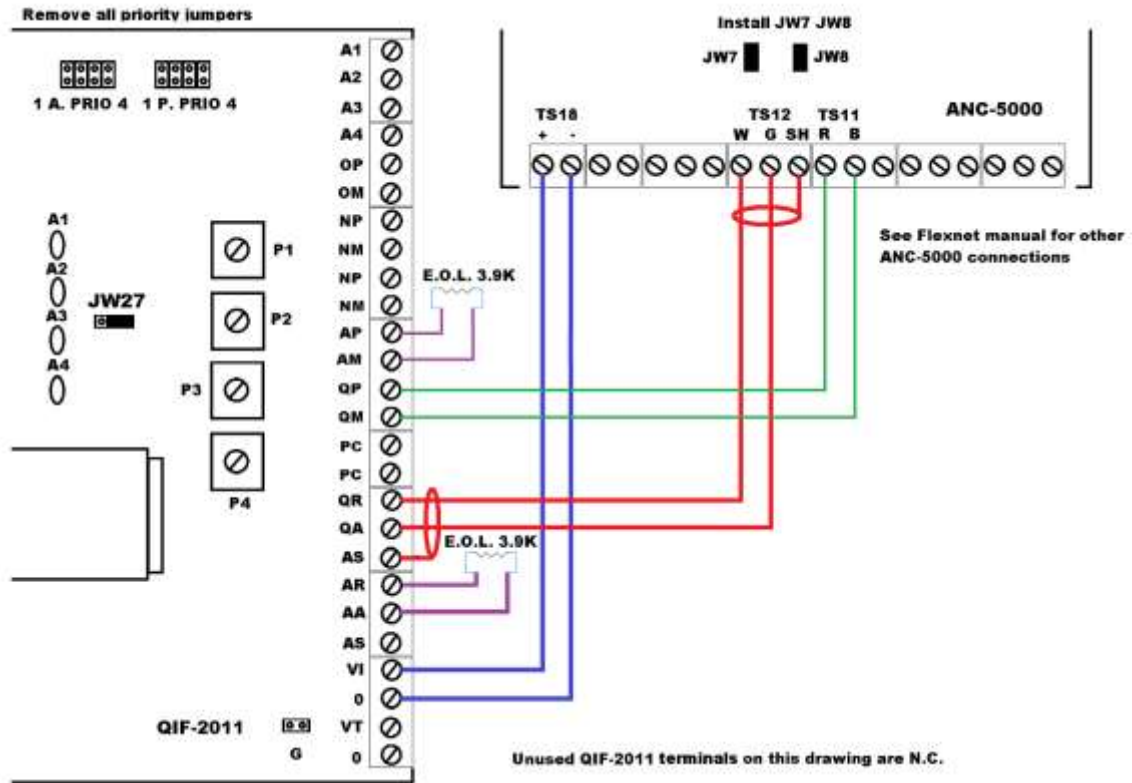 Remove all priority jumpers
1 A. PRIO 4 1 P. PRIO 4
A1
A2
A3
A4
JW27
P1
P2
P3
P4
QIF-2011
G
A1
A2
A3
A4
OP
OM
NP
NM
NP
NM
AP
AM
QP
QM
PC
PC
QR
QA
AS
AR
AA
AS
VI
0
VT
0
E.O.L. 3.9K
E.O.L. 3.9K
Install JW7 JW8
JW7 JW8
ANC-5000
TS18 TS12 TS11
+ - W G SH R B
See Flexnet manual for other
ANC-5000 connections
Unused QIF-2011 terminals on this drawing are N.C.